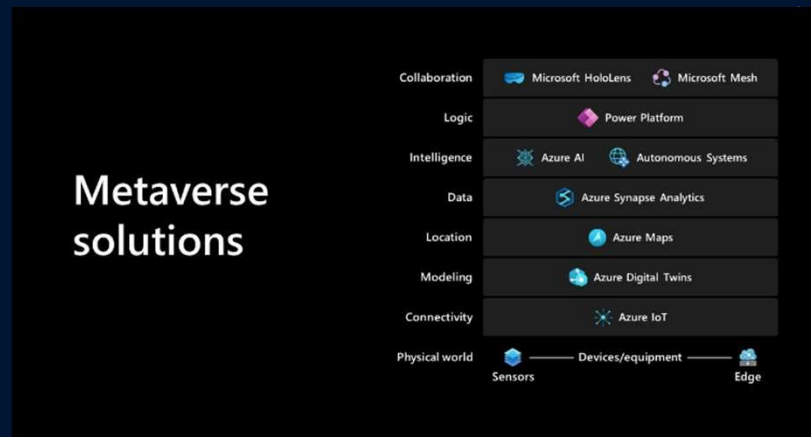 Metaverse
solutions
Collaboration Microsoft HoloLens Microsoft Mesh
Logic Power Platform
Intelligence Azure AI Autonomous Systems
Data Azure Synapse Analytics
Location Azure Maps
Modeling Azure Digital Twins
Connectivity Azure IoT
Physical world Devices/equipment
Sensors Edge